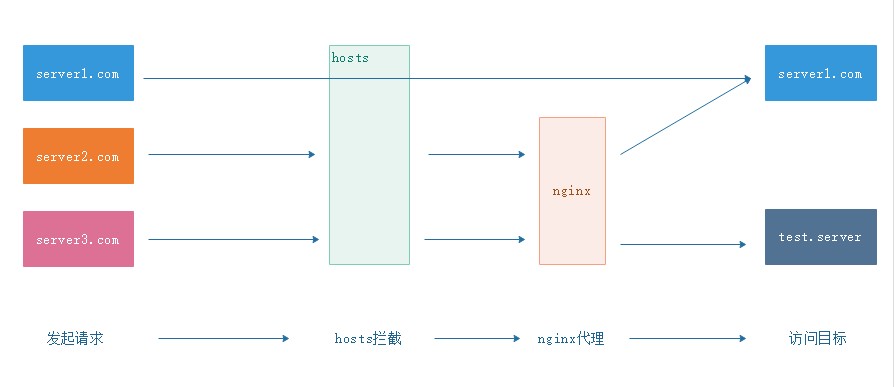 hosts
server1.com
server1.com
server2.com
nginx
server3.com
test.server
发起请求
hosts拦截
nginx代理
访问目标